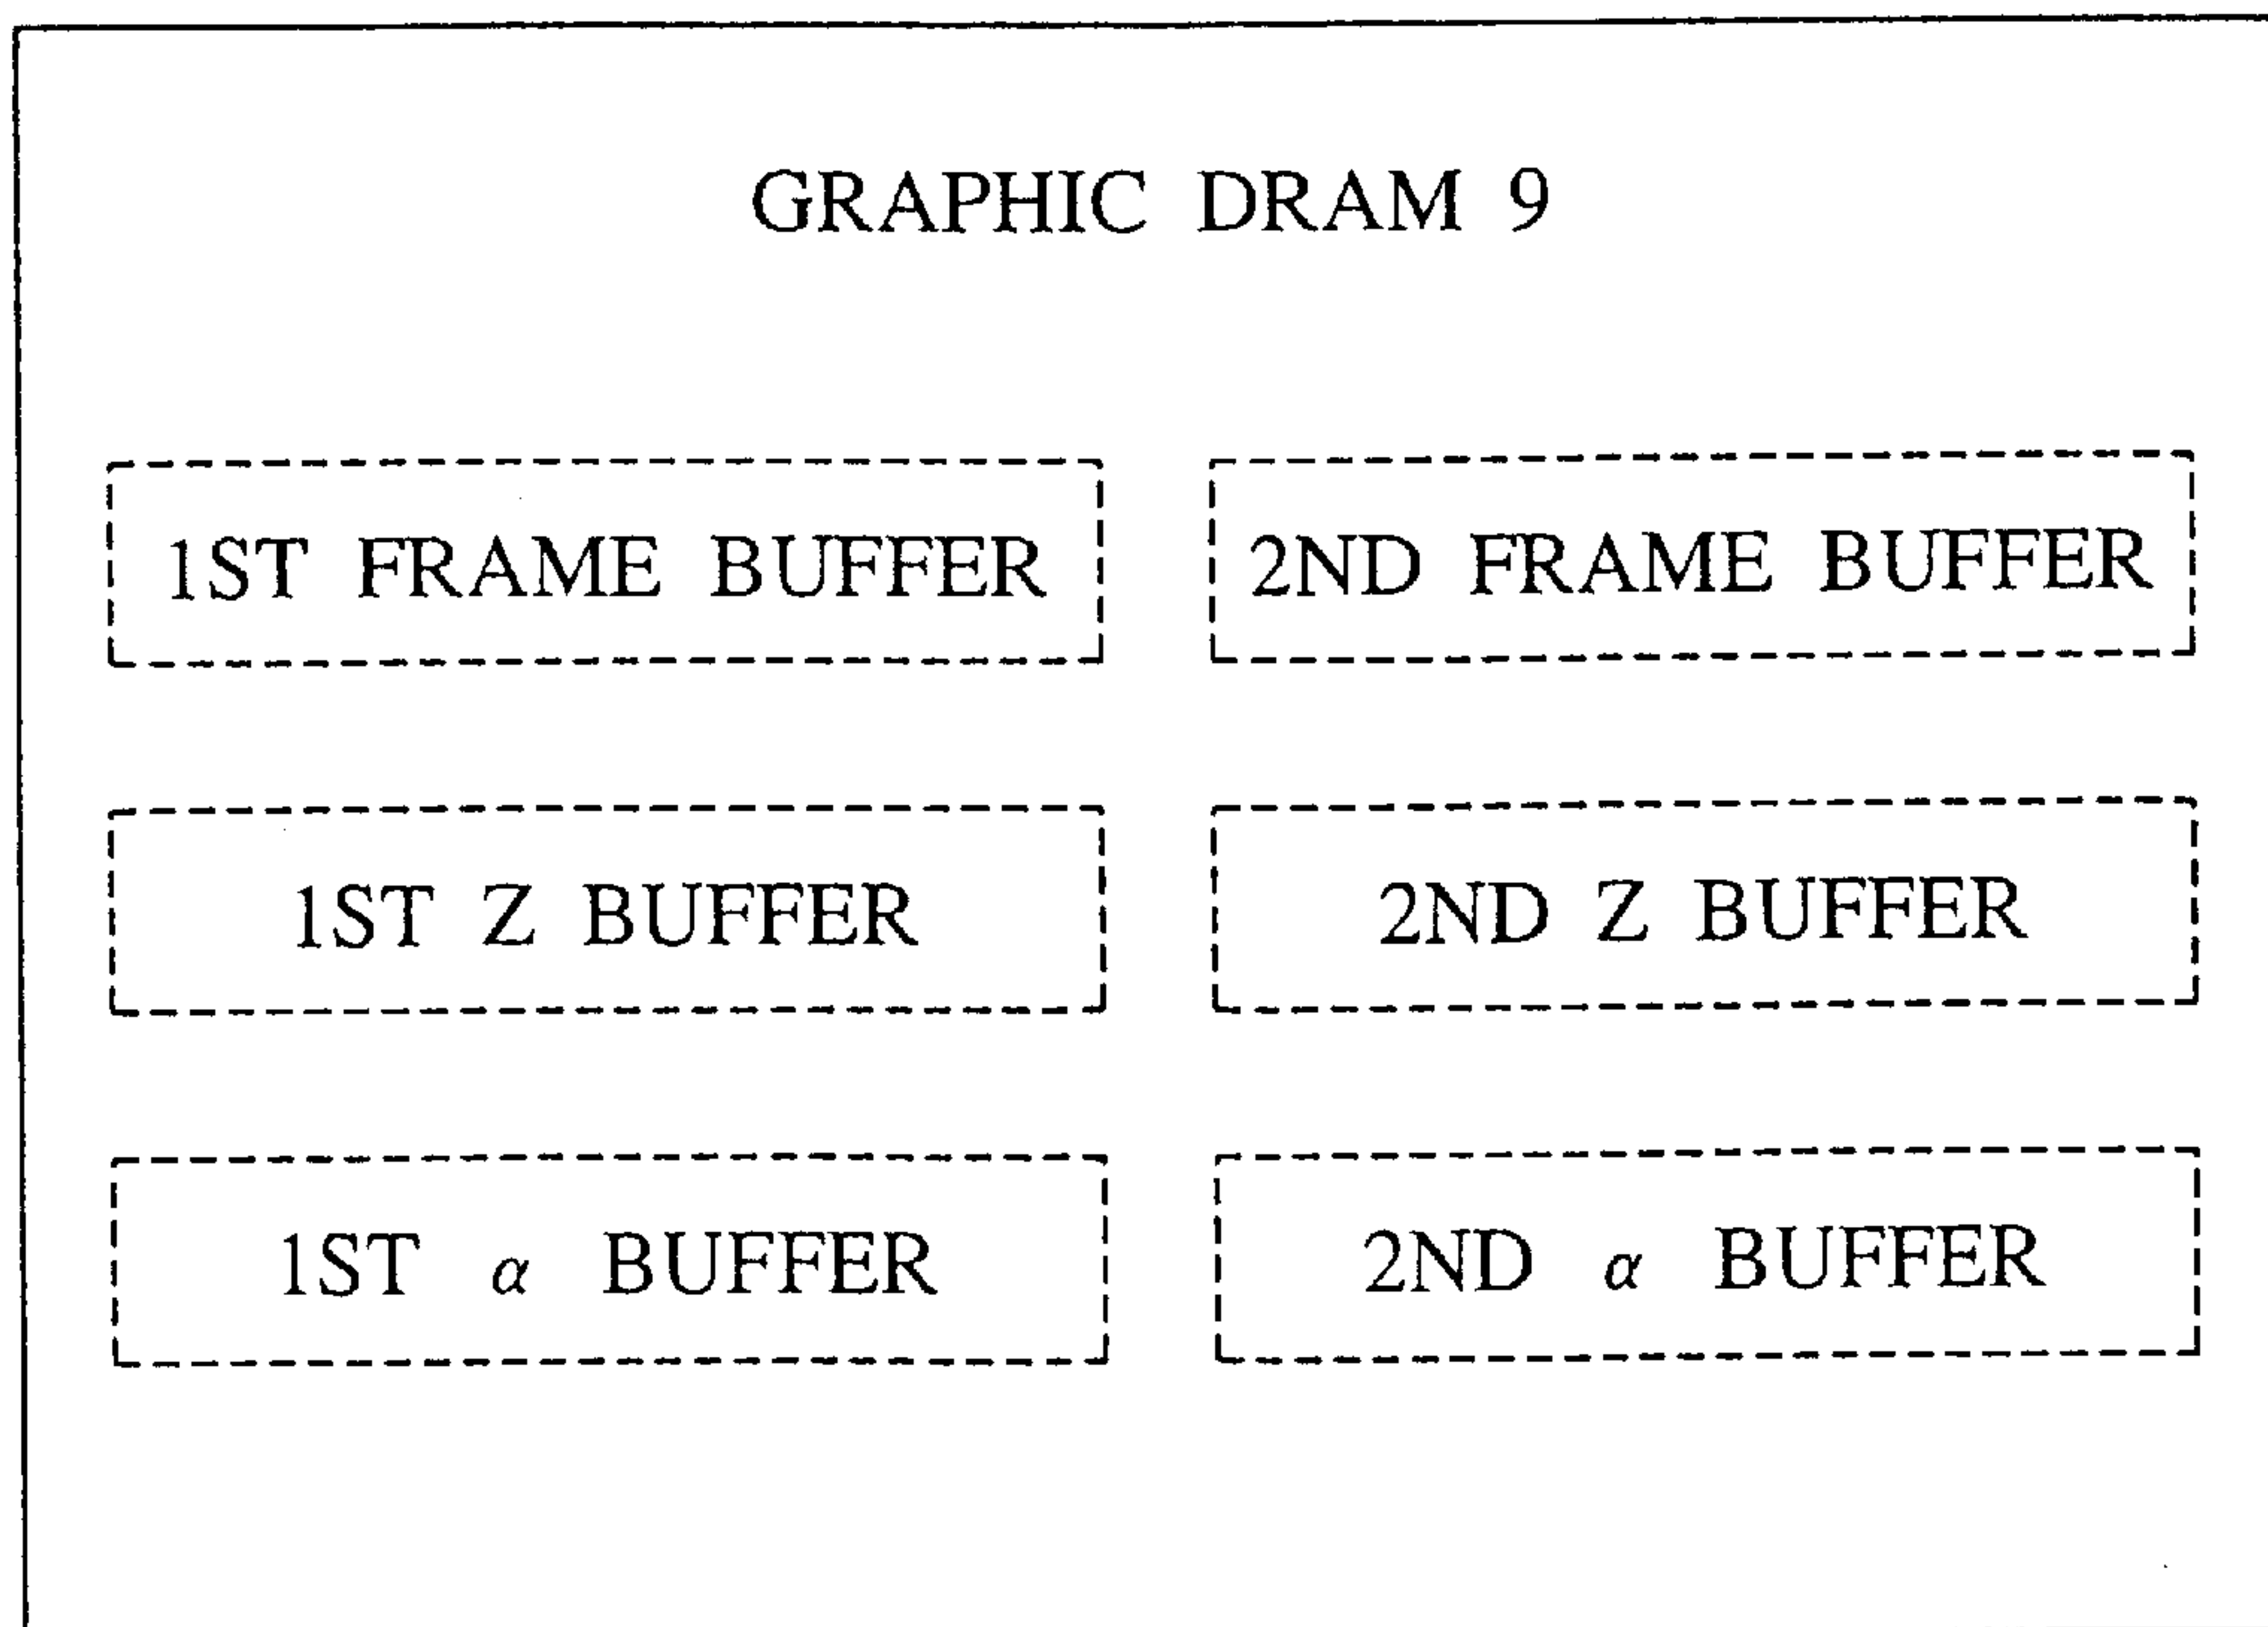 GRAPHIC DRAM 9
1ST FRAME BUFFER
2ND FRAME BUFFER
1ST Z BUFFER
2ND Z BUFFER
1ST α BUFFER
2ND α BUFFER